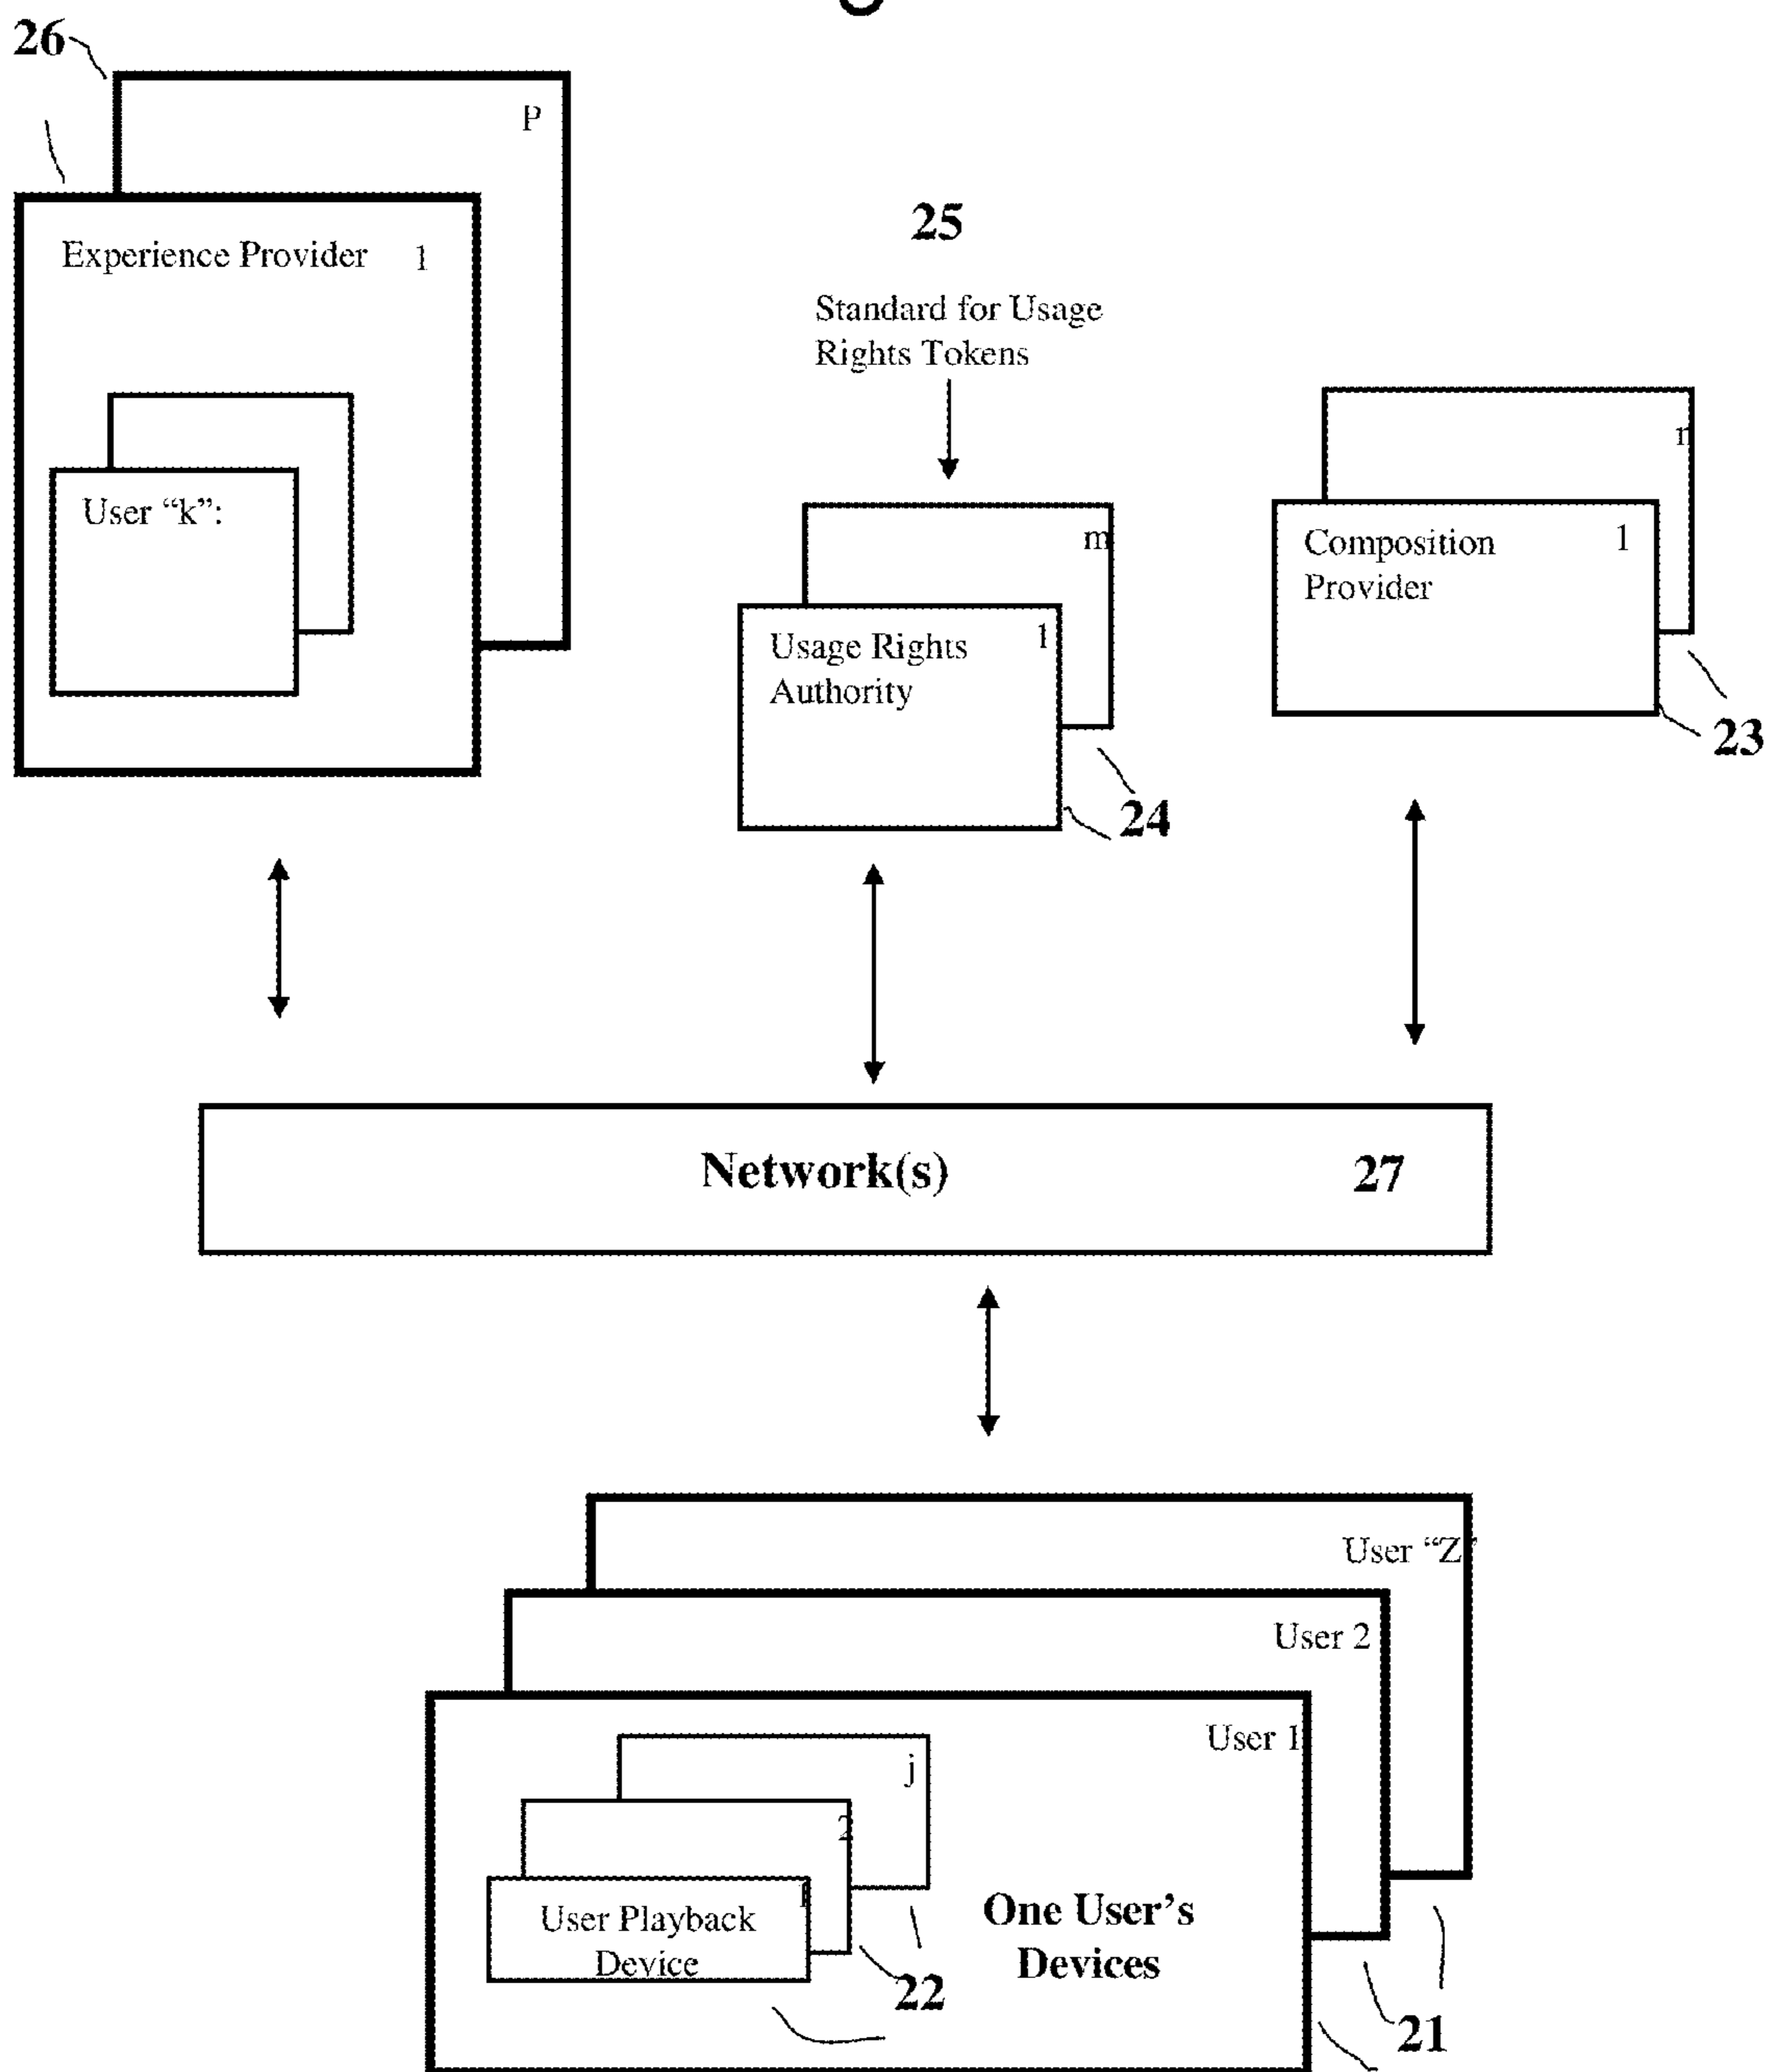 26
P
Experience Provider 1
User “k”:
25
Standard for Usage
Rights Tokens
m
Usage Rights 1
Authority
24
n
Composition 1
Provider
23
Network(s) 27
User “Z”
User 2
User 1
j
2
1
User Playback
Device
22
One User’s
Devices
21